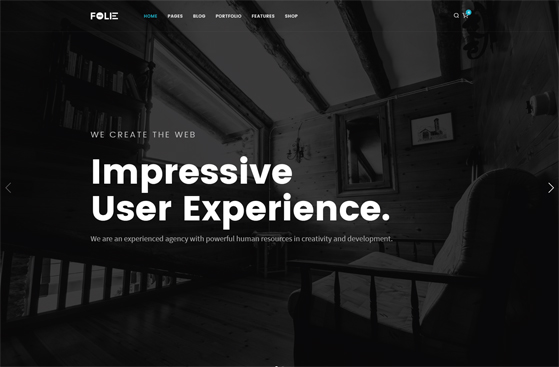 FOLIE
HOME PAGES BLOG PORTFOLIO FEATURES SHOP
WE CREATE THE WEB
Impressive
User Experience.
We are an experienced agency with powerful human resources in creativity and development.